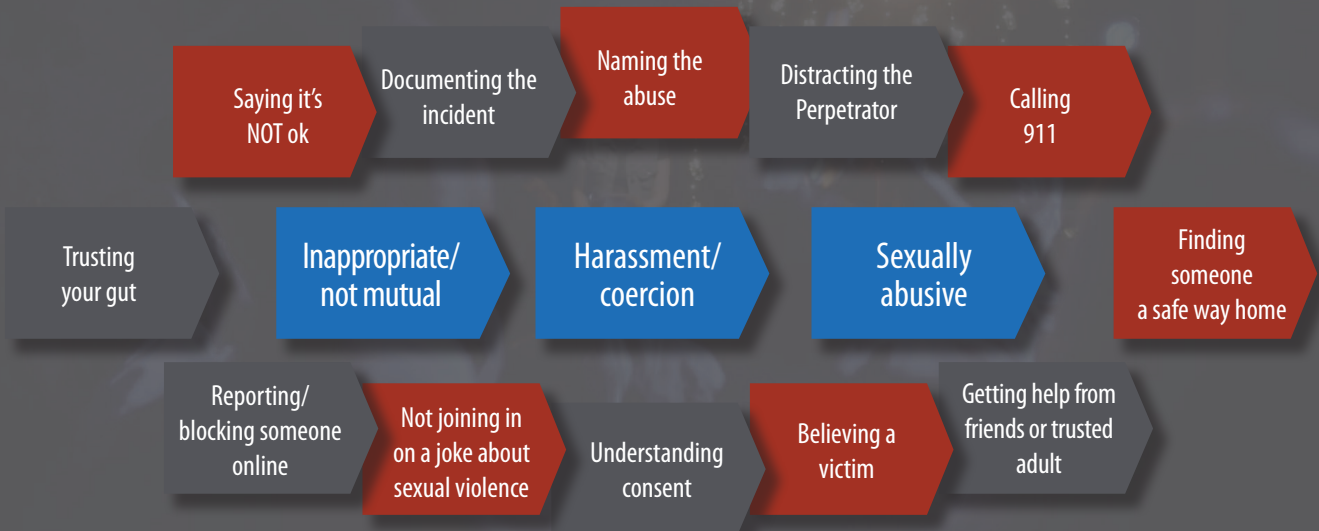 Saying it’s
NOT ok
Documenting the
incident
Naming the
abuse
Distracting the
Perpetrator
Calling
911
Trusting
your gut
Inappropriate/
not mutual
Harassment/
coercion
Sexually
abusive
Finding
someone
a safe way home
Reporting/
blocking someone
online
Not joining in
on a joke about
sexual violence
Understanding
consent
Believing a
victim
Getting help from
friends or trusted
adult